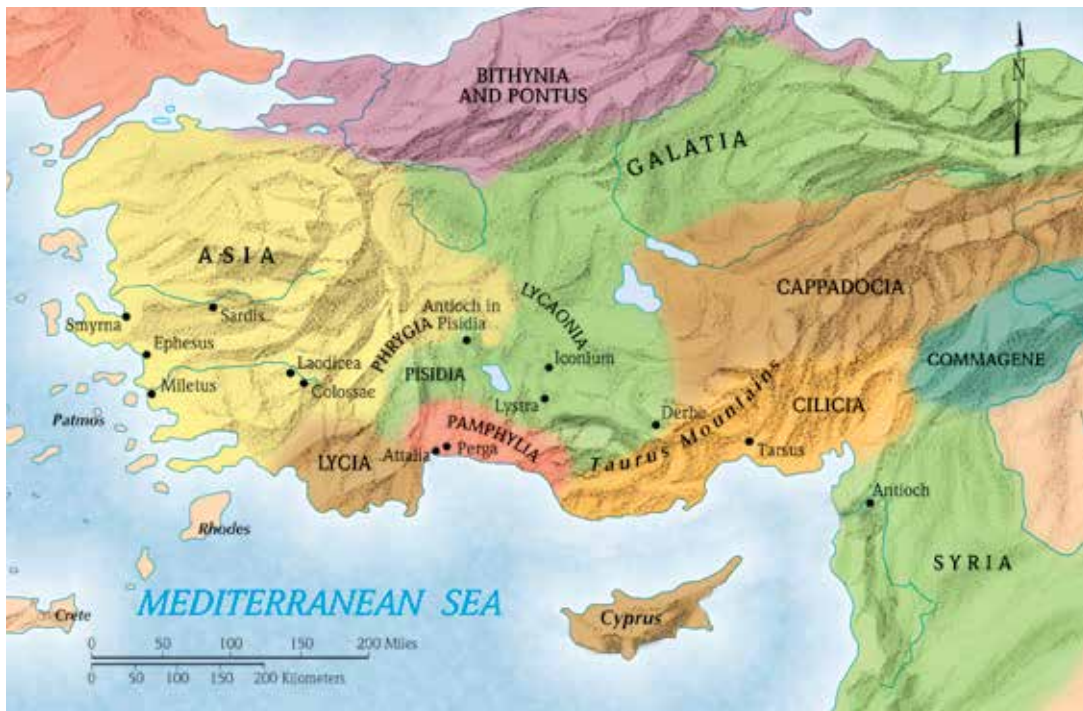 BITHYNIA
AND PONTUS
N
GALATIA
ASIA
CAPPADOCIA
LYCAONIA
Smyrna
Sardis
Antioch in
Pisidia
PHRYGIA
Ephesus
Iconium
COMMAGENE
Laodicea
PISIDIA
Colossae
Miletus
Lystra
CILICIA
Patmos
PAMPHYLIA
Derbe
Taurus Mountains
LYCIA
Attalia
Perga
Tarsus
Antioch
Rhodes
SYRIA
MEDITERRANEAN SEA
Crete
Cyprus
0 50 100 150 200 Miles
0 50 100 150 200 Kilometers